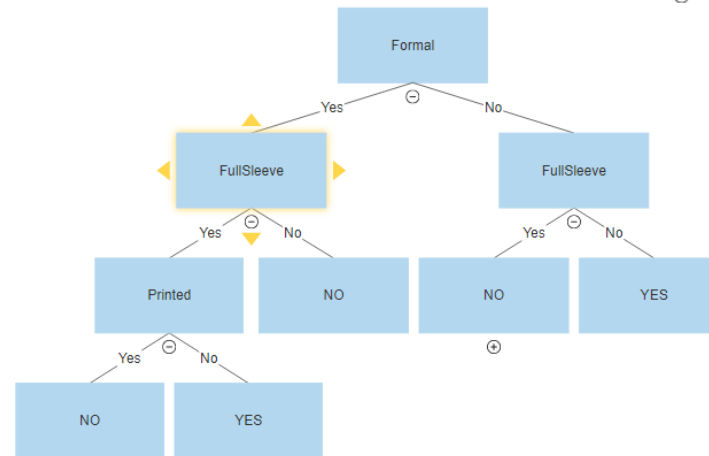 Formal
Yes
No
FullSleeve
FullSleeve
Yes
No
Yes
No
Printed
NO
NO
YES
Yes
No
NO
YES